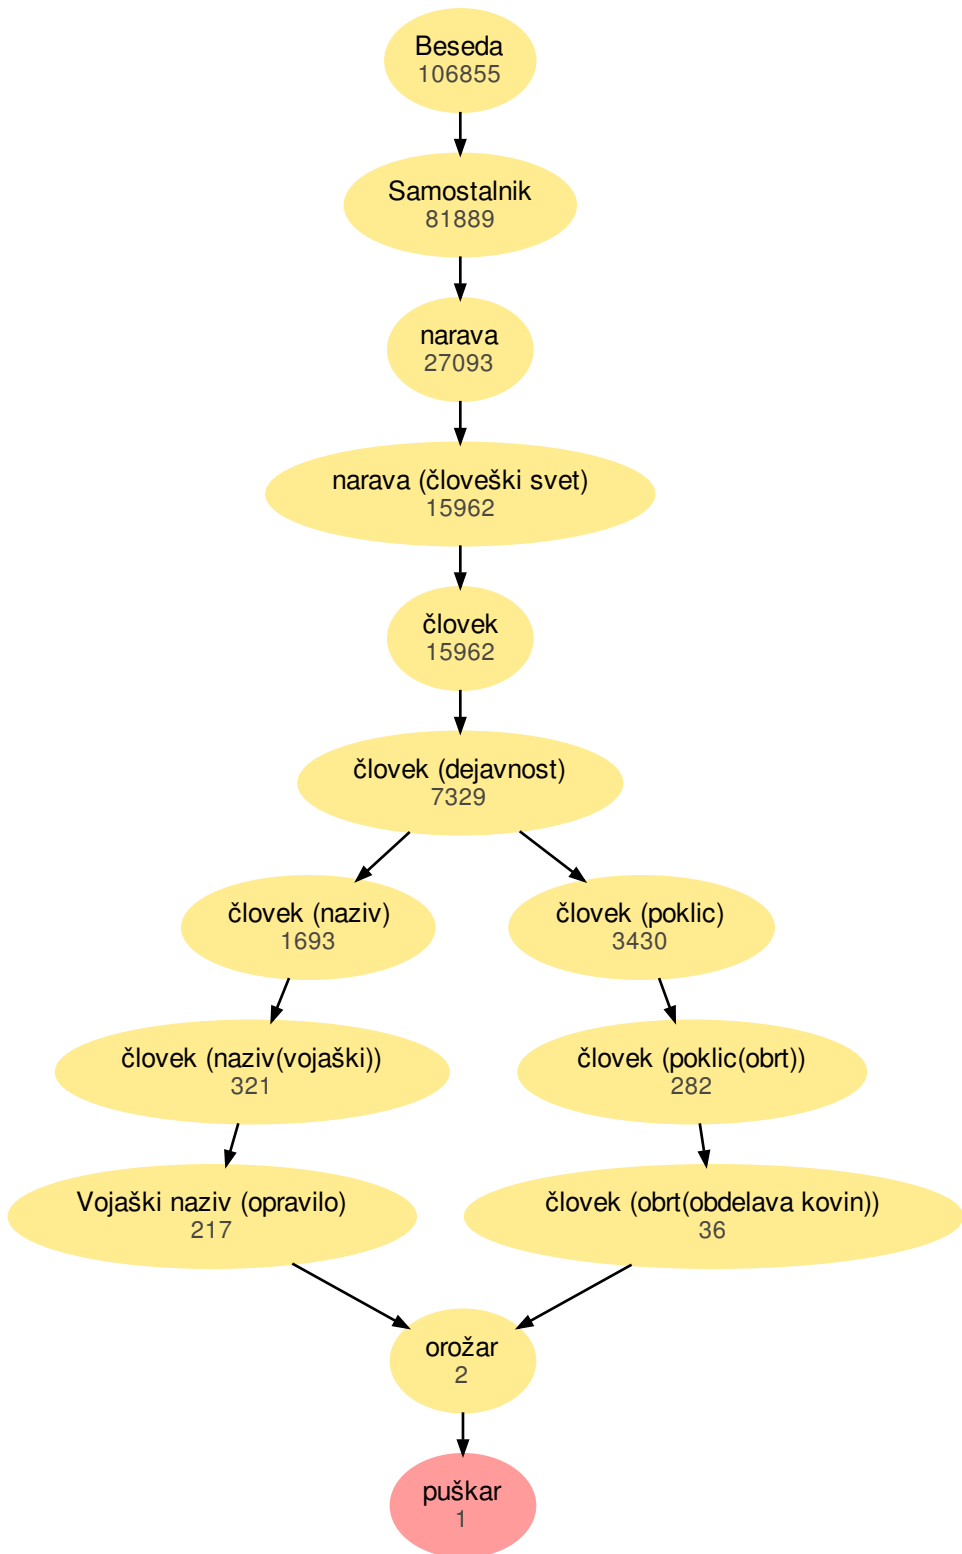 Beseda
106855
Samostalnik
81889
narava
27093
narava (človeški svet)
15962
človek
15962
človek (dejavnost)
7329
človek (naziv)
1693
človek (poklic)
3430
človek (naziv(vojaški))
321
človek (poklic(obrt))
282
Vojaški naziv (opravilo)
217
človek (obrt(obdelava kovin))
36
orožar
2
puškar
1